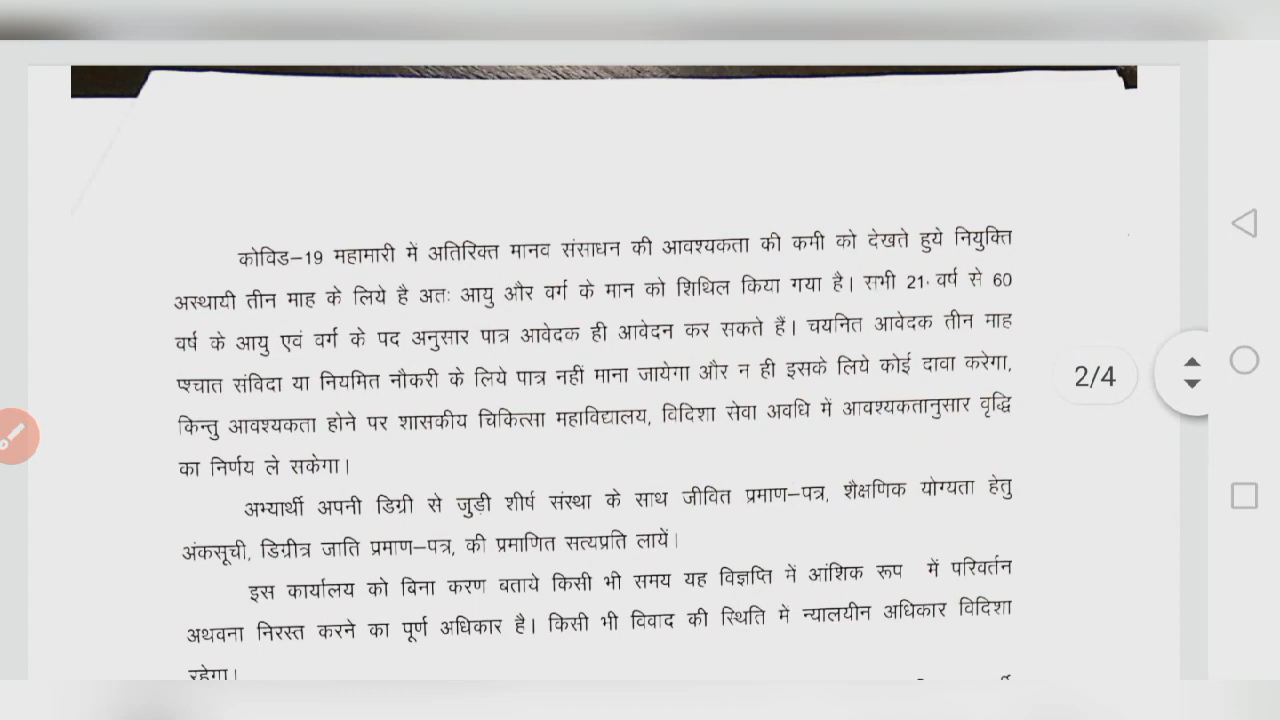 कोविड–19 महामारी में अतिरिक्त मानव संसाधन की आवश्यकता की कमी को देखते हुये नियुक्ति
अस्थायी तीन माह के लिये है अतः आयु और वर्ग के मान को शिथिल किया गया है। सभी 21 वर्ष से 60
वर्ष के आयु एवं वर्ग के पद अनुसार पात्र आवेदक ही आवेदन कर सकते हैं। चयनित आवेदक तीन माह
पश्चात संविदा या नियमित नौकरी के लिये पात्र नहीं माना जायेगा और न ही इसके लिये कोई दावा करेगा,
किन्तु आवश्यकता होने पर शासकीय चिकित्सा महाविद्यालय, विदिशा सेवा अवधि में आवश्यकतानुसार वृद्धि
का निर्णय ले सकेगा।
अभ्यार्थी अपनी डिग्री से जुड़ी शीर्ष संस्था के साथ जीवित प्रमाण–पत्र, शैक्षणिक योग्यता हेतु
अंकसूची, डिग्रीत्र जाति प्रमाण–पत्र, की प्रमाणित सत्यप्रति लायें।
इस कार्यालय को बिना करण बताये किसी भी समय यह विज्ञप्ति में आंशिक रूप में परिवर्तन
अथवना निरस्त करने का पूर्ण अधिकार है। किसी भी विवाद की स्थिति में न्यालयीन अधिकार विदिशा
रहेगा।
2/4